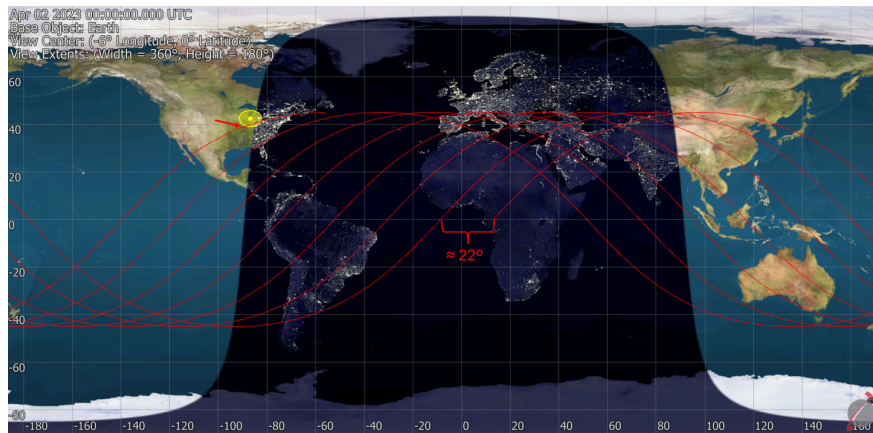 Apr 02 2023 00:00:00.000 UTC
Base Object: Earth
View Center: (-6° Longitude, 0° Latitude)
View Extents: (Width = 360°, Height = 180°)
60
40
20
0
≈ 22°
-20
-40
-60
-80
-180 -160 -140 -120 -100 -80 -60 -40 -20 0 20 40 60 80 100 120 140 160